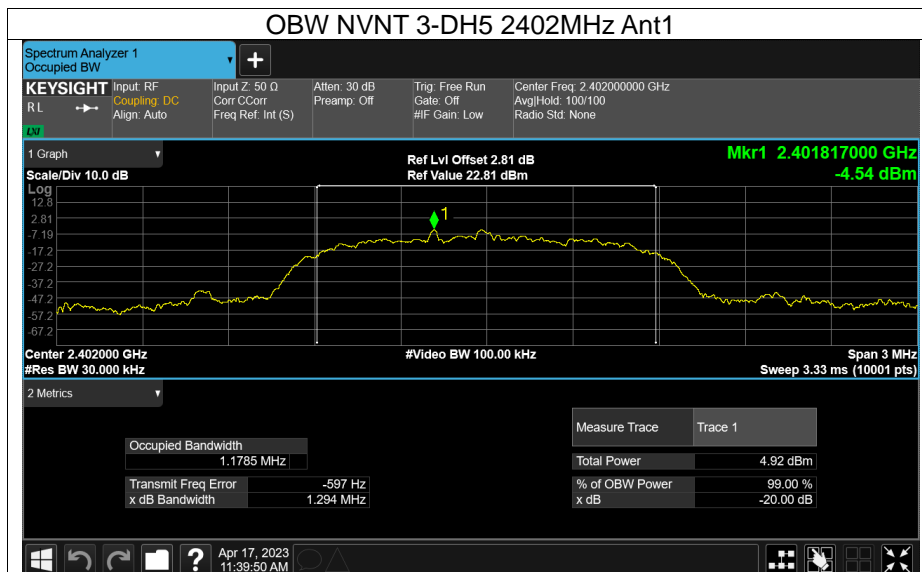 OBW NVNT 3-DH5 2402MHz Ant1
Spectrum Analyzer 1
Occupied BW
+
KEYSIGHT
R L
LXI
Input: RF
Coupling: DC
Align: Auto
Input Z: 50 Ω
Corr CCorr
Freq Ref: Int (S)
Atten: 30 dB
Preamp: Off
Trig: Free Run
Gate: Off
#IF Gain: Low
Center Freq: 2.402000000 GHz
Avg|Hold: 100/100
Radio Std: None
1 Graph
Scale/Div 10.0 dB
Ref Lvl Offset 2.81 dB
Ref Value 22.81 dBm
Mkr1 2.401817000 GHz
-4.54 dBm
Log
12.8
2.81
-7.19
-17.2
-27.2
-37.2
-47.2
-57.2
-67.2
1
Center 2.402000 GHz
#Res BW 30.000 kHz
#Video BW 100.00 kHz
Span 3 MHz
Sweep 3.33 ms (10001 pts)
2 Metrics
Occupied Bandwidth
1.1785 MHz
Transmit Freq Error -597 Hz
x dB Bandwidth 1.294 MHz
Measure Trace Trace 1
Total Power 4.92 dBm
% of OBW Power 99.00 %
x dB -20.00 dB
?
Apr 17, 2023
11:39:50 AM